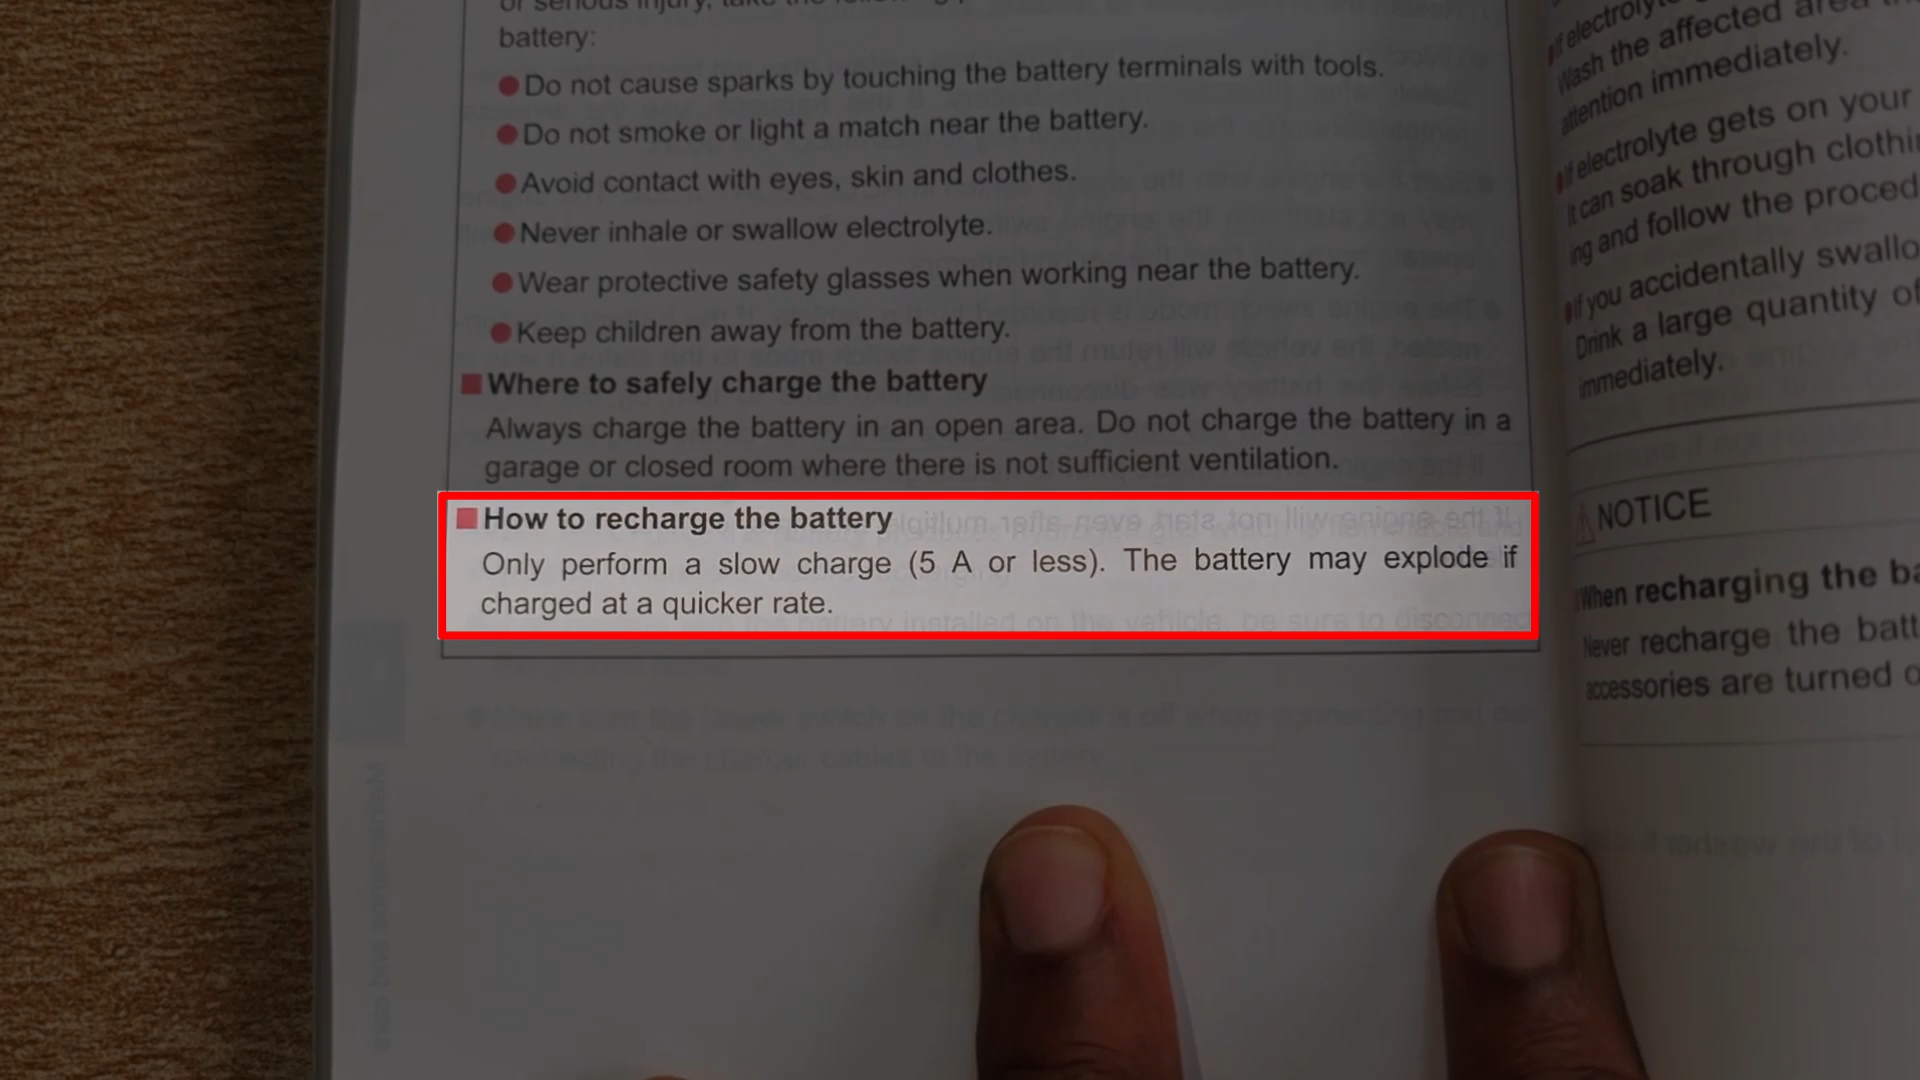 battery:
Do not cause sparks by touching the battery terminals with tools.
Do not smoke or light a match near the battery.
Avoid contact with eyes, skin and clothes.
Never inhale or swallow electrolyte.
Wear protective safety glasses when working near the battery.
Keep children away from the battery.
Where to safely charge the battery
Always charge the battery in an open area. Do not charge the battery in a
garage or closed room where there is not sufficient ventilation.
How to recharge the battery
Only perform a slow charge (5 A or less). The battery may explode if
charged at a quicker rate.
If electrolyte
Wash the affected area
attention immediately.
If electrolyte gets on your
It can soak through
ing and follow the
If you accidentally
Drink a large quantity of
immediately.
NOTICE
When recharging the
Never recharge the
accessories are turned